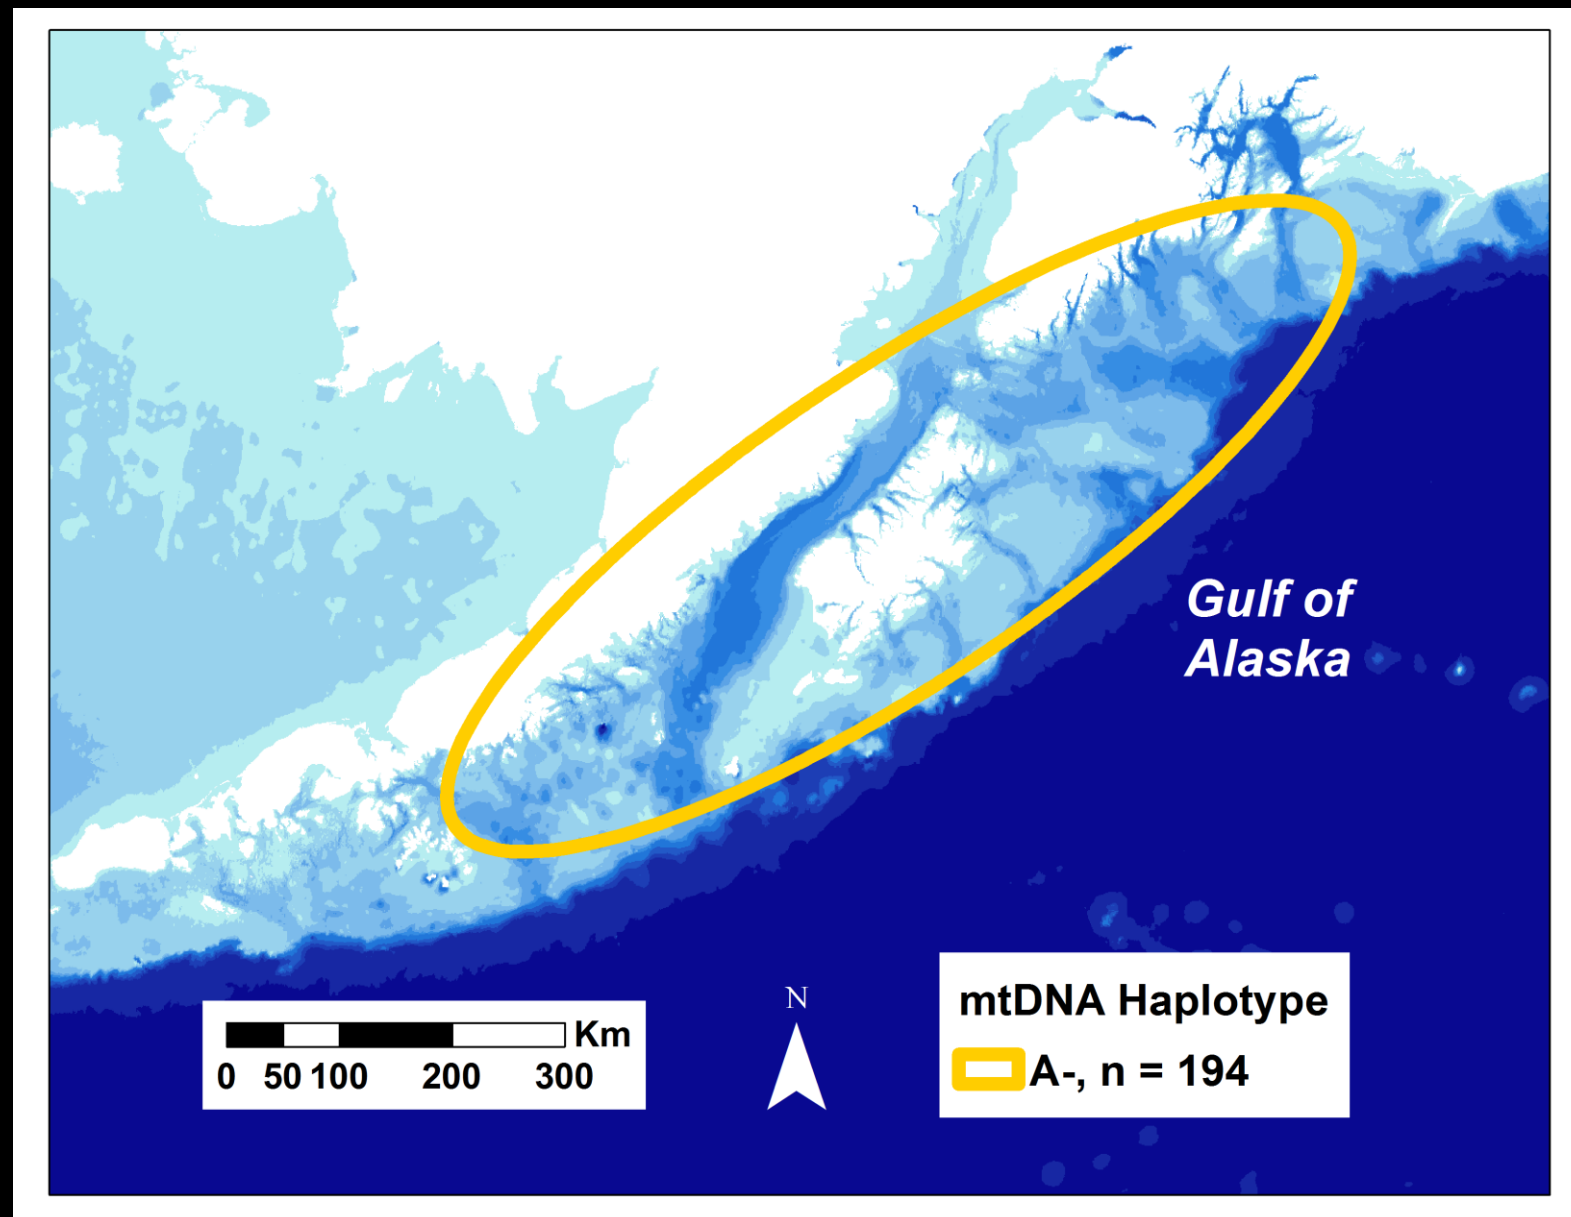 Gulf of
Alaska
N
mtDNA Haplotype
A-, n = 194
Km
0 50 100 200 300